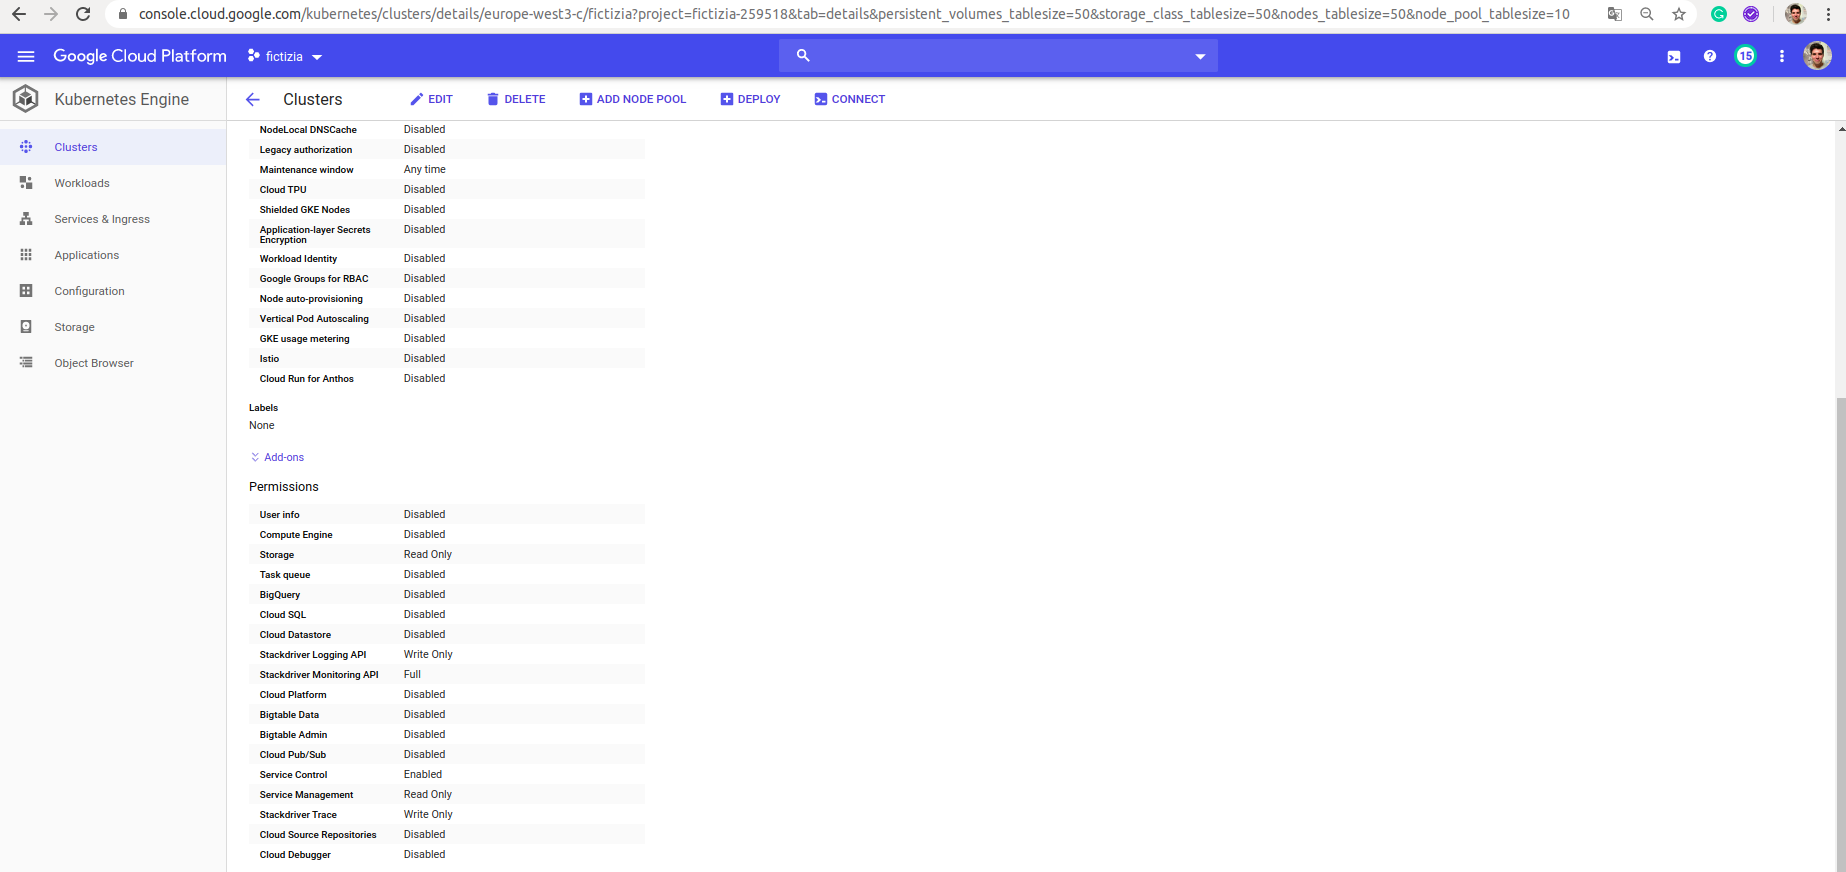 console.cloud.google.com/kubernetes/clusters/details/europe-west3-c/fictizia?project=fictizia-259518&tab=details&persistent_volumes_tablesize=50&storage_class_tablesize=50&nodes_tablesize=50&node_pool_tablesize=10
Google Cloud Platform
fictizia
15
Kubernetes Engine
Clusters
EDIT
DELETE
ADD NODE POOL
DEPLOY
CONNECT
Clusters
Workloads
Services & Ingress
Applications
Configuration
Storage
Object Browser
NodeLocal DNSCache Disabled
Legacy authorization Disabled
Maintenance window Any time
Cloud TPU Disabled
Shielded GKE Nodes Disabled
Application-layer Secrets Disabled
Encryption
Workload Identity Disabled
Google Groups for RBAC Disabled
Node auto-provisioning Disabled
Vertical Pod Autoscaling Disabled
GKE usage metering Disabled
Istio Disabled
Cloud Run for Anthos Disabled
Labels
None
Add-ons
Permissions
User info Disabled
Compute Engine Disabled
Storage Read Only
Task queue Disabled
BigQuery Disabled
Cloud SQL Disabled
Cloud Datastore Disabled
Stackdriver Logging API Write Only
Stackdriver Monitoring API Full
Cloud Platform Disabled
Bigtable Data Disabled
Bigtable Admin Disabled
Cloud Pub/Sub Disabled
Service Control Enabled
Service Management Read Only
Stackdriver Trace Write Only
Cloud Source Repositories Disabled
Cloud Debugger Disabled